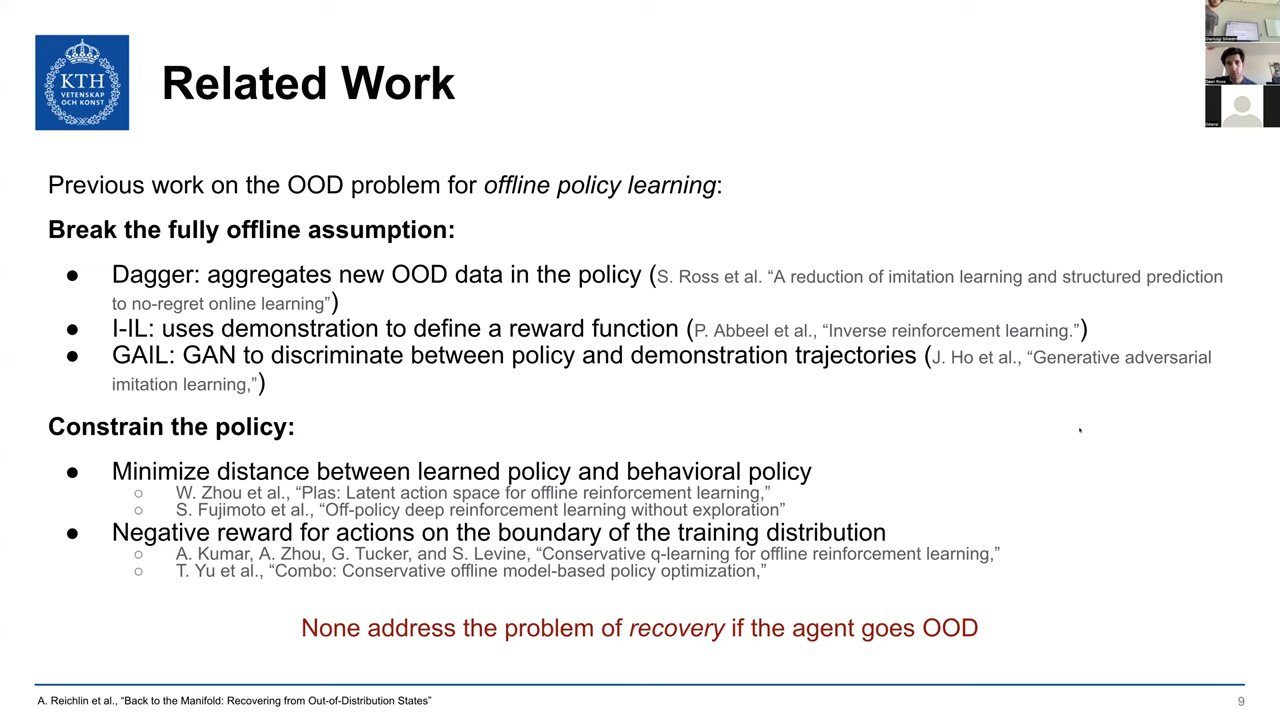 KTH
VETENSKAP
OCH KONST
Related Work
Previous work on the OOD problem for offline policy learning:
Break the fully offline assumption:
● Dagger: aggregates new OOD data in the policy (S. Ross et al. “A reduction of imitation learning and structured prediction
to no-regret online learning”)
● I-IL: uses demonstration to define a reward function (P. Abbeel et al., “Inverse reinforcement learning.”)
● GAIL: GAN to discriminate between policy and demonstration trajectories (J. Ho et al., “Generative adversarial
imitation learning,”)
Constrain the policy:
● Minimize distance between learned policy and behavioral policy
○ W. Zhou et al., “Plas: Latent action space for offline reinforcement learning,”
○ S. Fujimoto et al., “Off-policy deep reinforcement learning without exploration”
● Negative reward for actions on the boundary of the training distribution
○ A. Kumar, A. Zhou, G. Tucker, and S. Levine, “Conservative q-learning for offline reinforcement learning,”
○ T. Yu et al., “Combo: Conservative offline model-based policy optimization,”
None address the problem of recovery if the agent goes OOD
A. Reichlin et al., “Back to the Manifold: Recovering from Out-of-Distribution States”
9